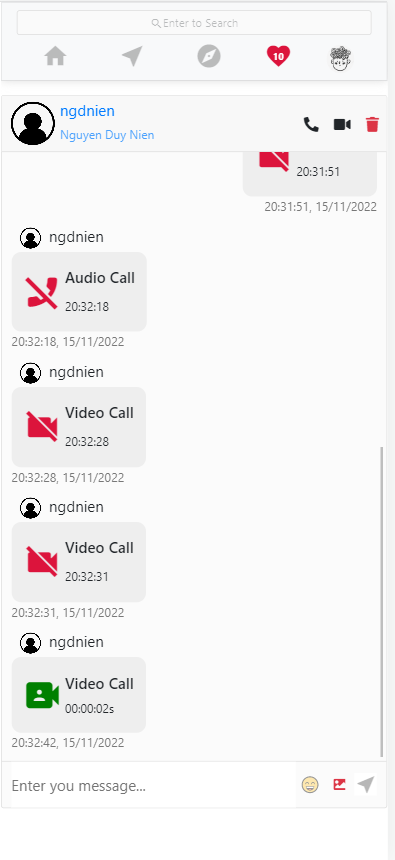 Enter to Search
10
ngdnien
Nguyen Duy Nien
20:31:51
20:31:51, 15/11/2022
ngdnien
Audio Call
20:32:18
20:32:18, 15/11/2022
ngdnien
Video Call
20:32:28
20:32:28, 15/11/2022
ngdnien
Video Call
20:32:31
20:32:31, 15/11/2022
ngdnien
Video Call
00:00:02s
20:32:42, 15/11/2022
Enter you message...